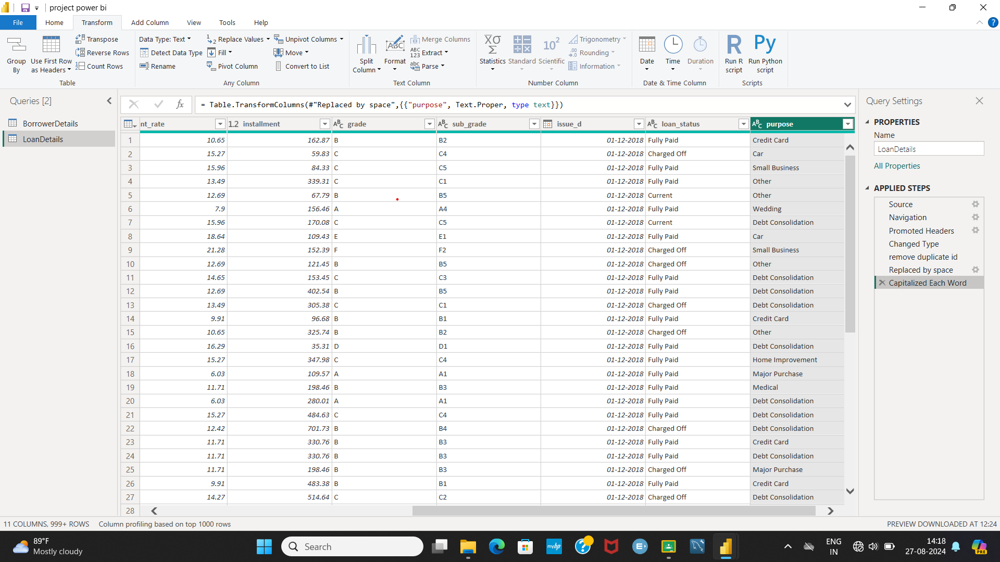 project power bi
File Home Transform Add Column View Tools Help
Group By
Use First Row as Headers
Transpose
Reverse Rows
Count Rows
Table
Data Type: Text
Detect Data Type
Rename
Replace Values
Fill
Pivot Column
Unpivot Columns
Move
Convert to List
Any Column
Split Column
Format
Merge Columns
Extract
Parse
Text Column
Statistics
Standard
Scientific
Trigonometry
Rounding
Information
Number Column
Date
Time
Duration
Date & Time Column
Run R script
Run Python script
Scripts
Queries [2]
BorrowerDetails
LoanDetails
= Table.TransformColumns(#"Replaced by space",{{"purpose", Text.Proper, type text}})
nt_rate 1.2 installment ABC grade ABC sub_grade issue_d ABC loan_status ABC purpose
1 10.65 162.87 B B2 01-12-2018 Fully Paid Credit Card
2 15.27 59.83 C C4 01-12-2018 Charged Off Car
3 15.96 84.33 C C5 01-12-2018 Fully Paid Small Business
4 13.49 339.31 C C1 01-12-2018 Fully Paid Other
5 12.69 67.79 B B5 01-12-2018 Current Other
6 7.9 156.46 A A4 01-12-2018 Fully Paid Wedding
7 15.96 170.08 C C5 01-12-2018 Current Debt Consolidation
8 18.64 109.43 E E1 01-12-2018 Fully Paid Car
9 21.28 152.39 F F2 01-12-2018 Charged Off Small Business
10 12.69 121.45 B B5 01-12-2018 Charged Off Other
11 14.65 153.45 C C3 01-12-2018 Fully Paid Debt Consolidation
12 12.69 402.54 B B5 01-12-2018 Fully Paid Debt Consolidation
13 13.49 305.38 C C1 01-12-2018 Charged Off Debt Consolidation
14 9.91 96.68 B B1 01-12-2018 Fully Paid Credit Card
15 10.65 325.74 B B2 01-12-2018 Charged Off Other
16 16.29 35.31 D D1 01-12-2018 Fully Paid Debt Consolidation
17 15.27 347.98 C C4 01-12-2018 Fully Paid Home Improvement
18 6.03 109.57 A A1 01-12-2018 Fully Paid Major Purchase
19 11.71 198.46 B B3 01-12-2018 Fully Paid Medical
20 6.03 280.01 A A1 01-12-2018 Fully Paid Debt Consolidation
21 15.27 484.63 C C4 01-12-2018 Fully Paid Debt Consolidation
22 12.42 701.73 B B4 01-12-2018 Charged Off Debt Consolidation
23 11.71 330.76 B B3 01-12-2018 Fully Paid Credit Card
24 11.71 330.76 B B3 01-12-2018 Fully Paid Debt Consolidation
25 11.71 198.46 B B3 01-12-2018 Charged Off Major Purchase
26 9.91 483.38 B B1 01-12-2018 Fully Paid Credit Card
27 14.27 514.64 C C2 01-12-2018 Charged Off Debt Consolidation
28
Query Settings
PROPERTIES
Name
LoanDetails
All Properties
APPLIED STEPS
Source
Navigation
Promoted Headers
Changed Type
remove duplicate id
Replaced by space
Capitalized Each Word
11 COLUMNS, 999+ ROWS Column profiling based on top 1000 rows
PREVIEW DOWNLOADED AT 12:24
89°F
Mostly cloudy
Search
myhp
ENG
IN
14:18
27-08-2024
PRE